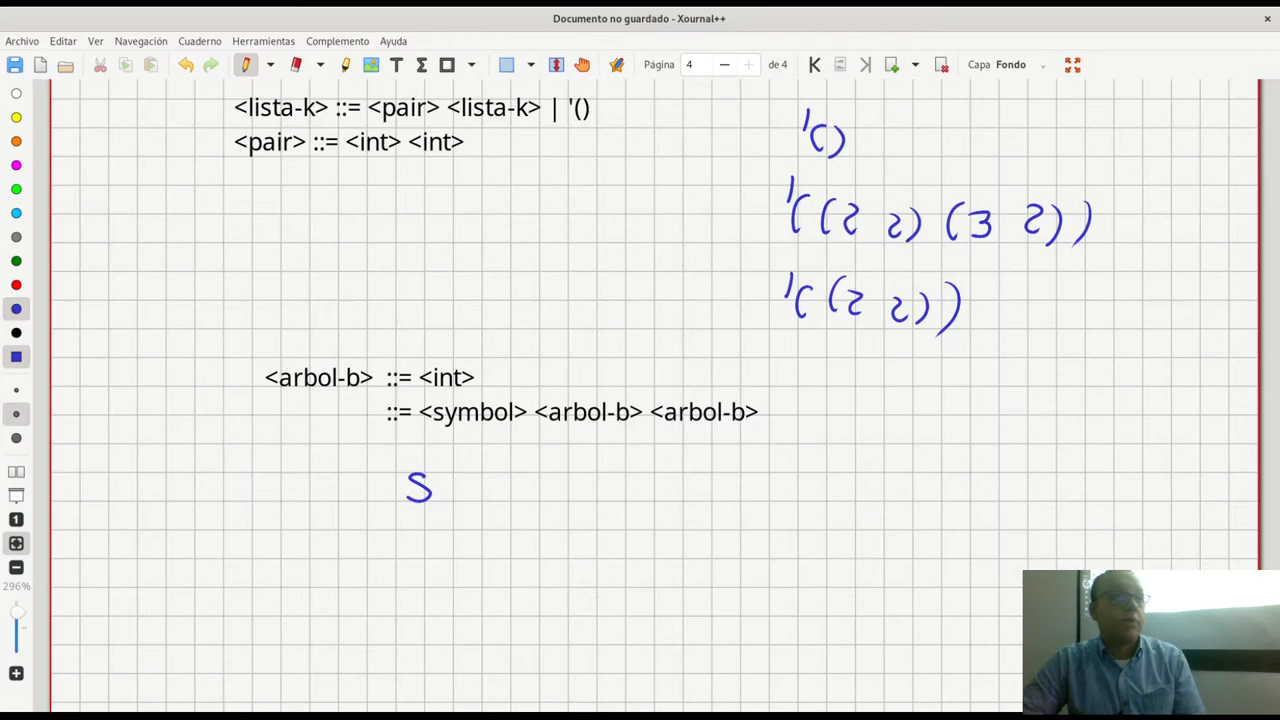 Documento no guardado - Xournal++
Archivo Editar Ver Navegación Cuaderno Herramientas Complemento Ayuda
Página 4 de 4 Capa Fondo
<lista-k> ::= <pair> <lista-k> | '()
<pair> ::= <int> <int>
'()
'((2 2) (3 2))
'((2 2))
<arbol-b> ::= <int>
::= <symbol> <arbol-b> <arbol-b>
S
296%